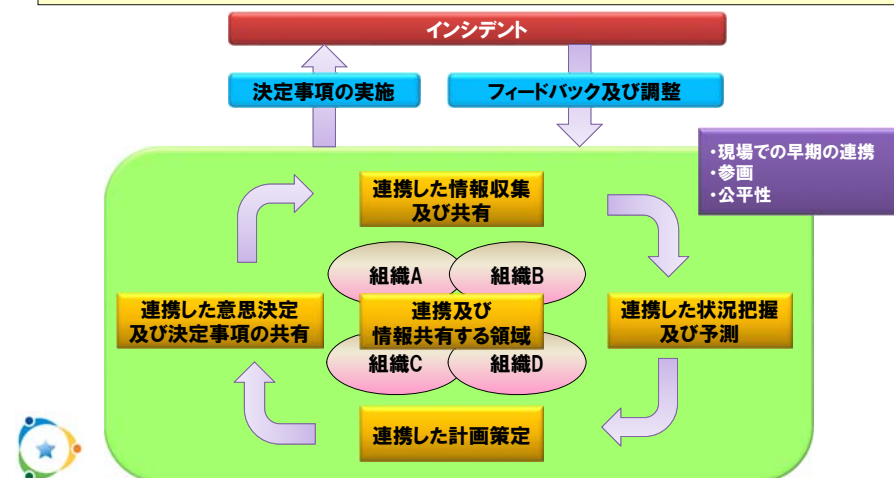 インシデント
決定事項の実施
フィードバック及び調整
・現場での早期の連携
・参画
・公平性
連携した情報収集
及び共有
組織A
組織B
連携した意思決定
及び決定事項の共有
連携及び
情報共有する領域
連携した状況把握
及び予測
組織C
組織D
連携した計画策定